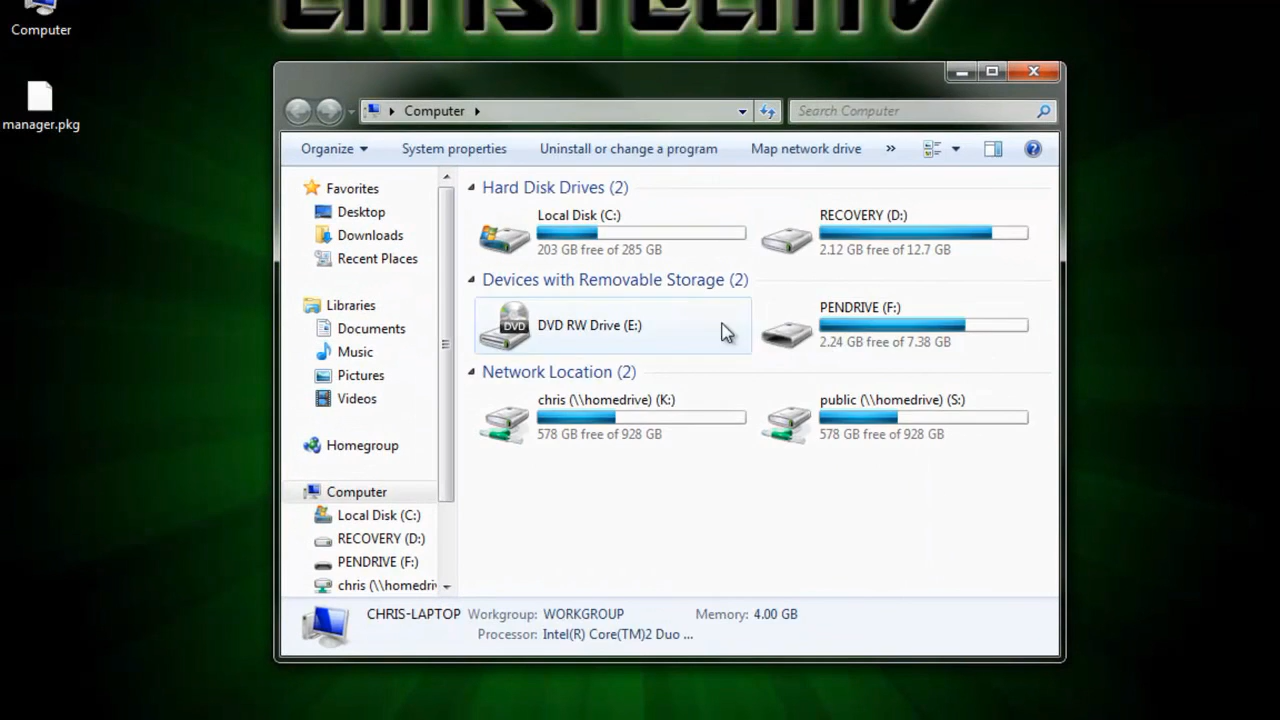 CHRISTECHTV
Computer
manager.pkg
Computer
Search Computer
Organize
System properties
Uninstall or change a program
Map network drive
»
Favorites
Desktop
Downloads
Recent Places
Libraries
Documents
Music
Pictures
Videos
Homegroup
Computer
Local Disk (C:)
RECOVERY (D:)
PENDRIVE (F:)
chris (\\homedriv
Hard Disk Drives (2)
Local Disk (C:)
203 GB free of 285 GB
RECOVERY (D:)
2.12 GB free of 12.7 GB
Devices with Removable Storage (2)
DVD
DVD RW Drive (E:)
PENDRIVE (F:)
2.24 GB free of 7.38 GB
Network Location (2)
chris (\\homedrive) (K:)
578 GB free of 928 GB
public (\\homedrive) (S:)
578 GB free of 928 GB
CHRIS-LAPTOP
Workgroup: WORKGROUP
Memory: 4.00 GB
Processor: Intel(R) Core(TM)2 Duo ...